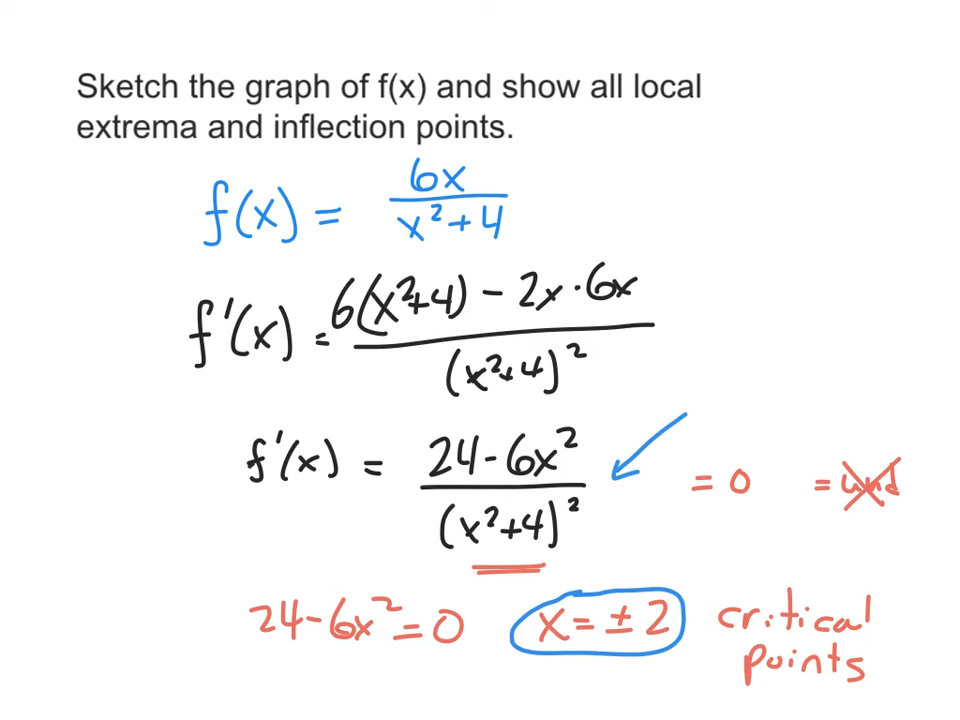 Sketch the graph of f(x) and show all local
extrema and inflection points.
f(x) = 6x / x² + 4
f'(x) = 6(x²+4) - 2x · 6x / (x²+4)²
f'(x) = 24 - 6x² / (x²+4)² = 0 = und
24 - 6x² = 0 x = ± 2 critical
points